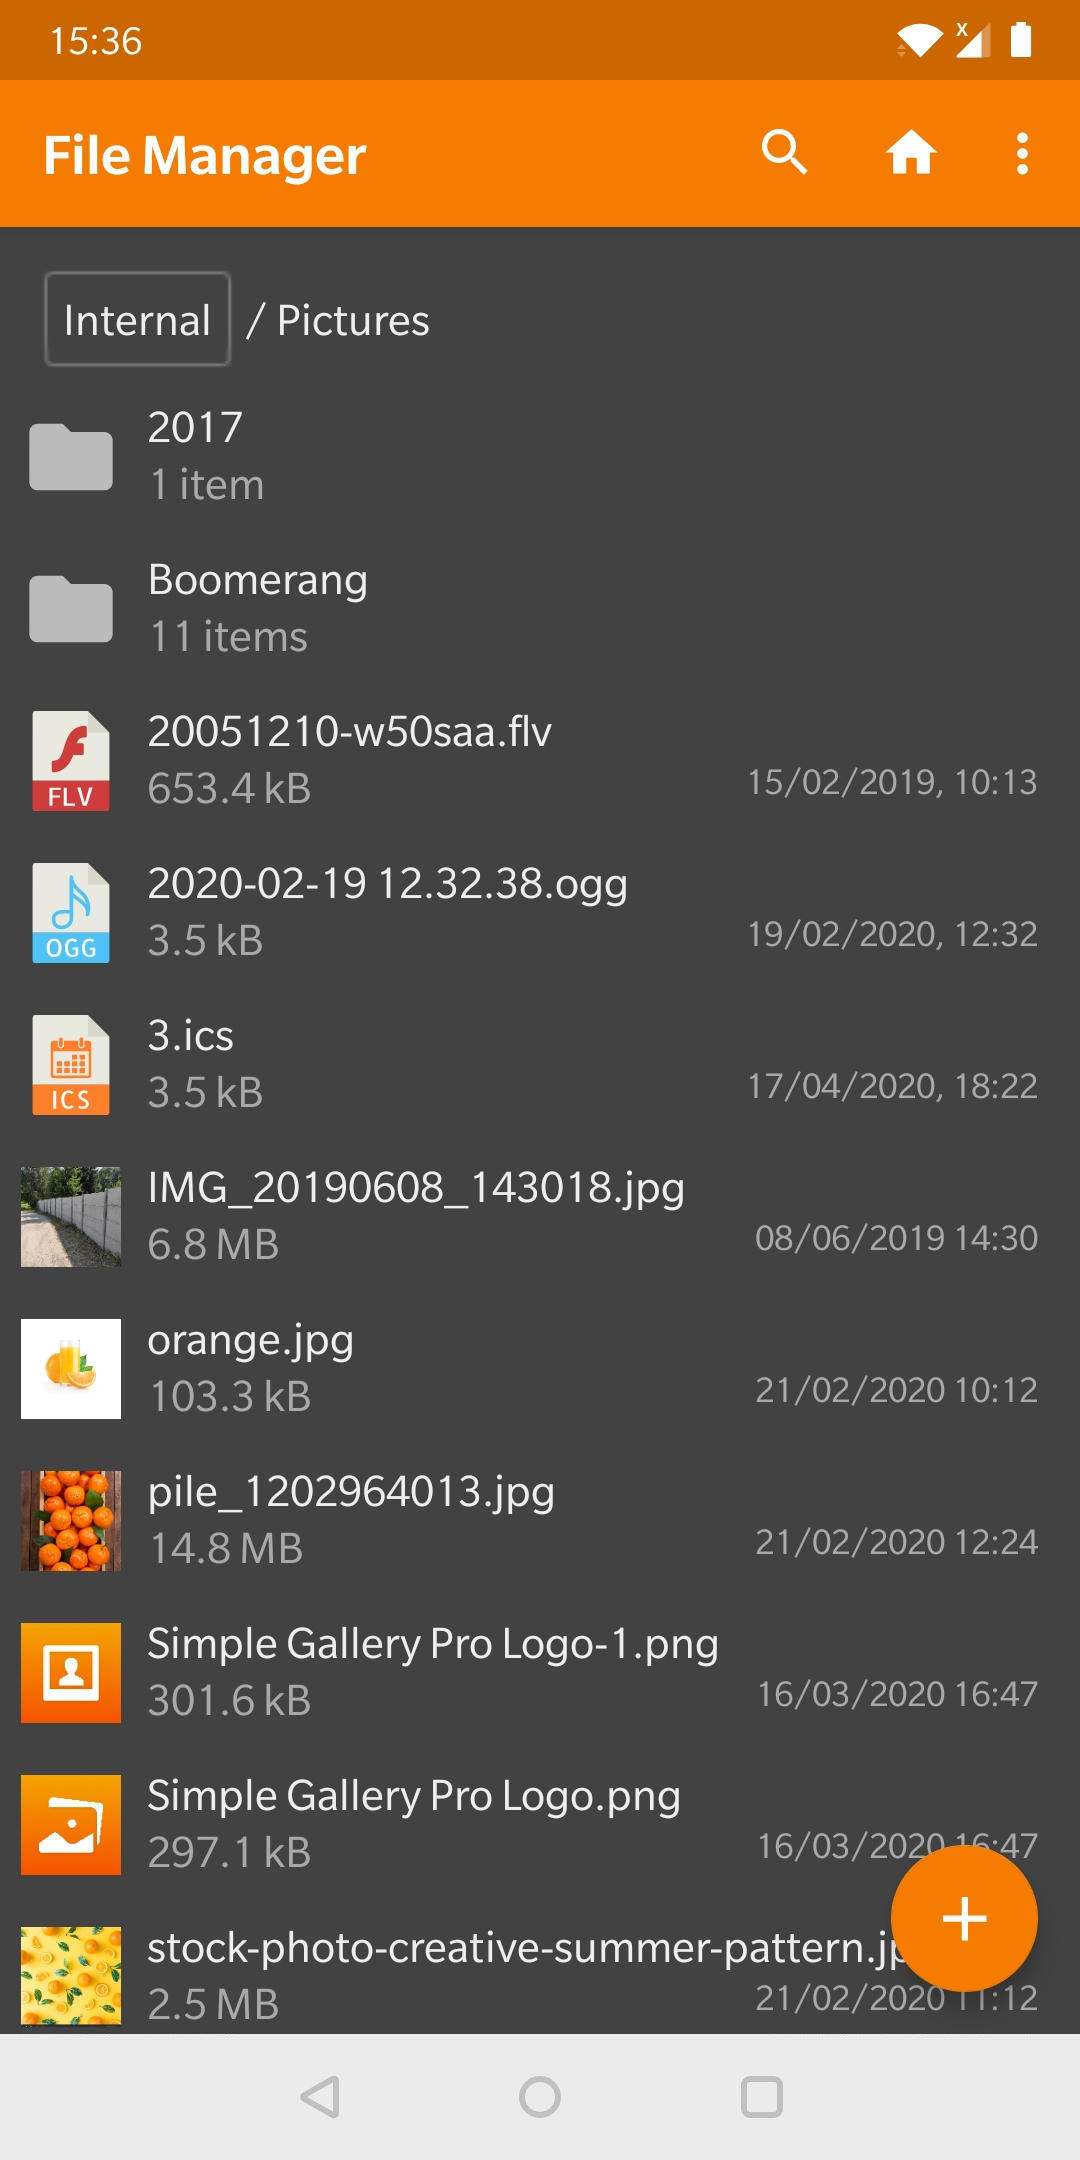 15:36
File Manager
Internal / Pictures
2017
1 item
Boomerang
11 items
20051210-w50saa.flv
653.4 kB
15/02/2019, 10:13
FLV
2020-02-19 12.32.38.ogg
3.5 kB
19/02/2020, 12:32
OGG
3.ics
3.5 kB
17/04/2020, 18:22
ICS
IMG_20190608_143018.jpg
6.8 MB
08/06/2019 14:30
orange.jpg
103.3 kB
21/02/2020 10:12
pile_1202964013.jpg
14.8 MB
21/02/2020 12:24
Simple Gallery Pro Logo-1.png
301.6 kB
16/03/2020 16:47
Simple Gallery Pro Logo.png
297.1 kB
16/03/2020 16:47
stock-photo-creative-summer-pattern.jp
2.5 MB
21/02/2020 11:12